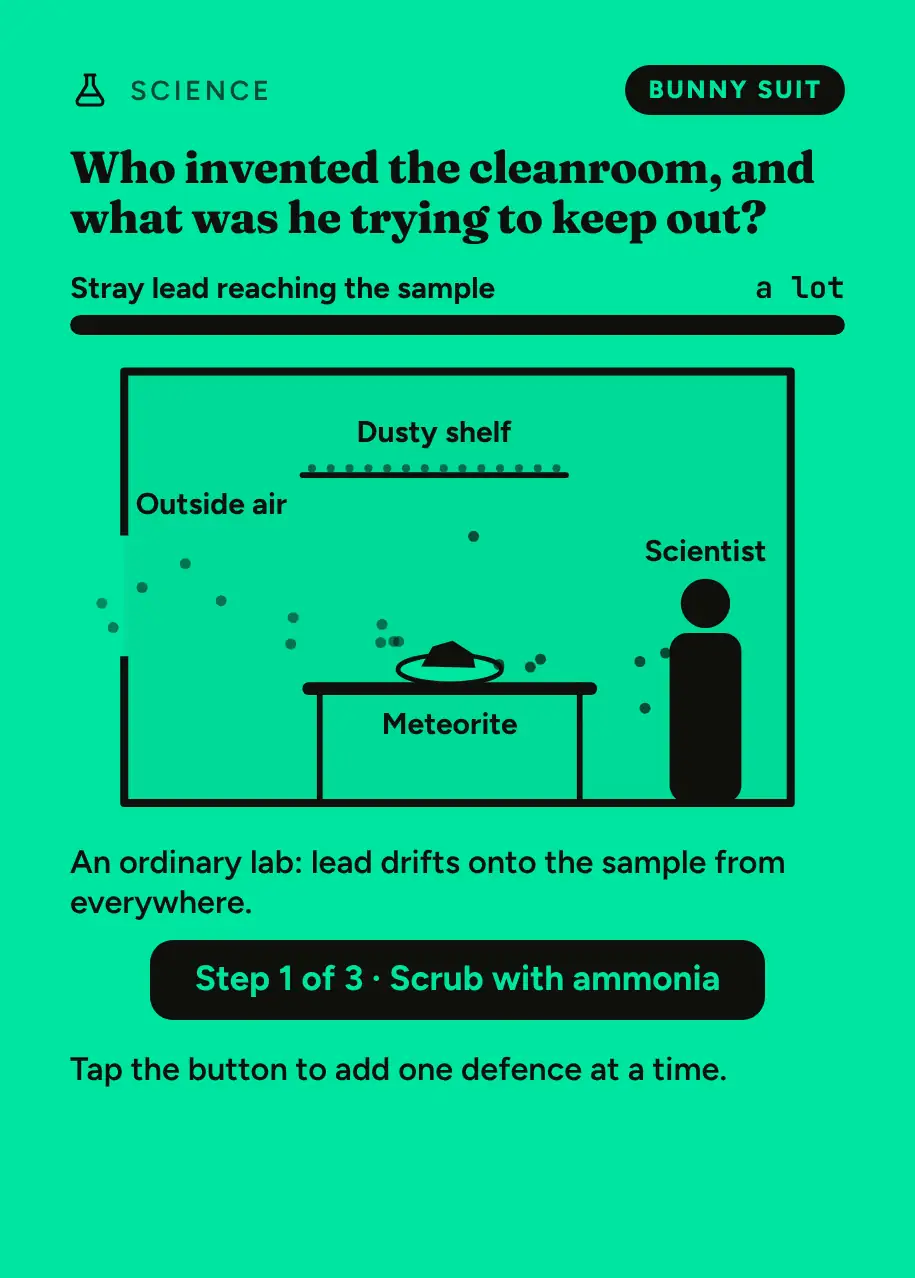 SCIENCE
BUNNY SUIT
Who invented the cleanroom, and
what was he trying to keep out?
Stray lead reaching the sample
a lot
Dusty shelf
Outside air
Scientist
Meteorite
An ordinary lab: lead drifts onto the sample from
everywhere.
Step 1 of 3 · Scrub with ammonia
Tap the button to add one defence at a time.